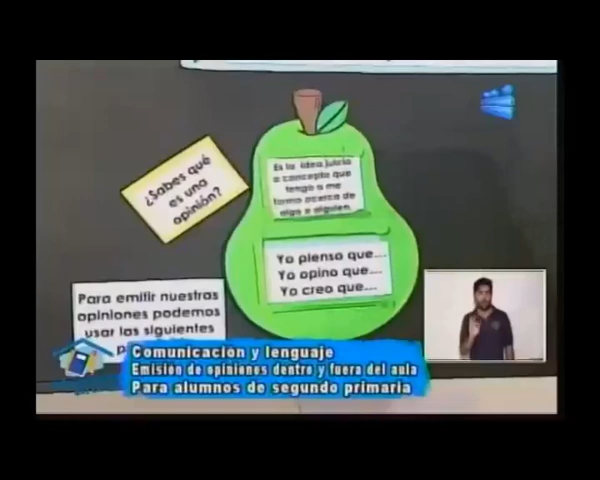 ¿Sabes qué
es una
opinión?
Es la idea, juicio
o concepto que
tengo o me
formo acerca de
algo o alguien.
Yo pienso que....
Yo opino que....
Yo creo que....
Para emitir nuestras
opiniones podemos
usar las siguientes
Comunicación y lenguaje
Emisión de opiniones dentro y fuera del aula
Para alumnos de segundo primaria